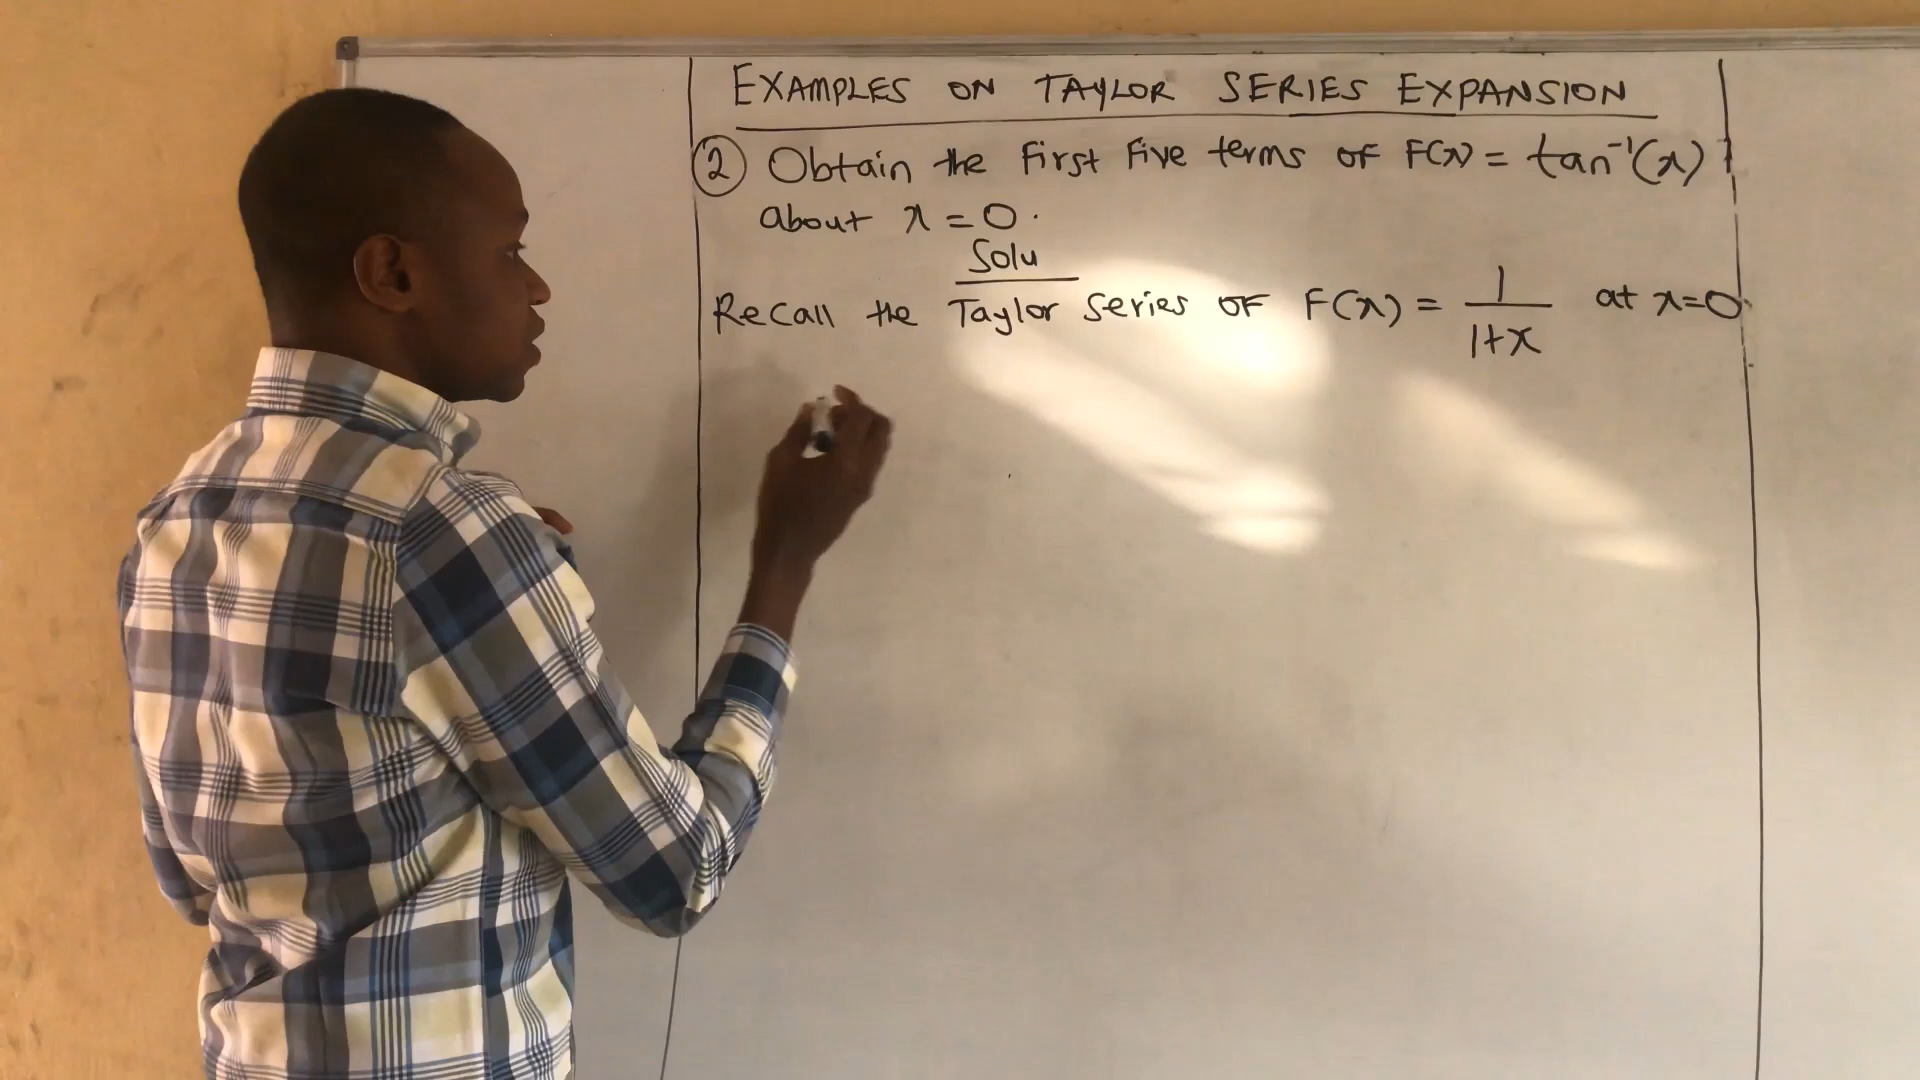 EXAMPLES ON TAYLOR SERIES EXPANSION
② Obtain the first five terms of F(x) = tan⁻¹(x)
about x = 0.
Solu
Recall the Taylor series of F(x) = 1/(1+x) at x=0.